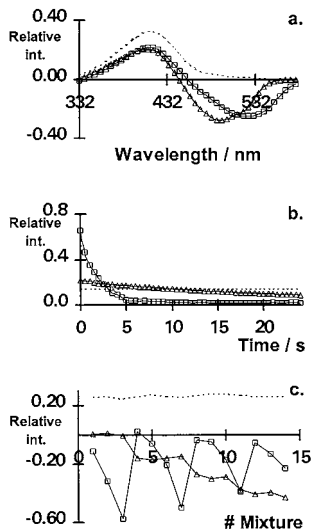 0.40
a.
Relative
int.
0.00
332
432
532
-0.40
Wavelength / nm
0.8
b.
Relative
int.
0.4
0.0
0
5
10
15
20
Time / s
c.
0.20
Relative
int.
-0.20
0
5
10
15
-0.60
# Mixture